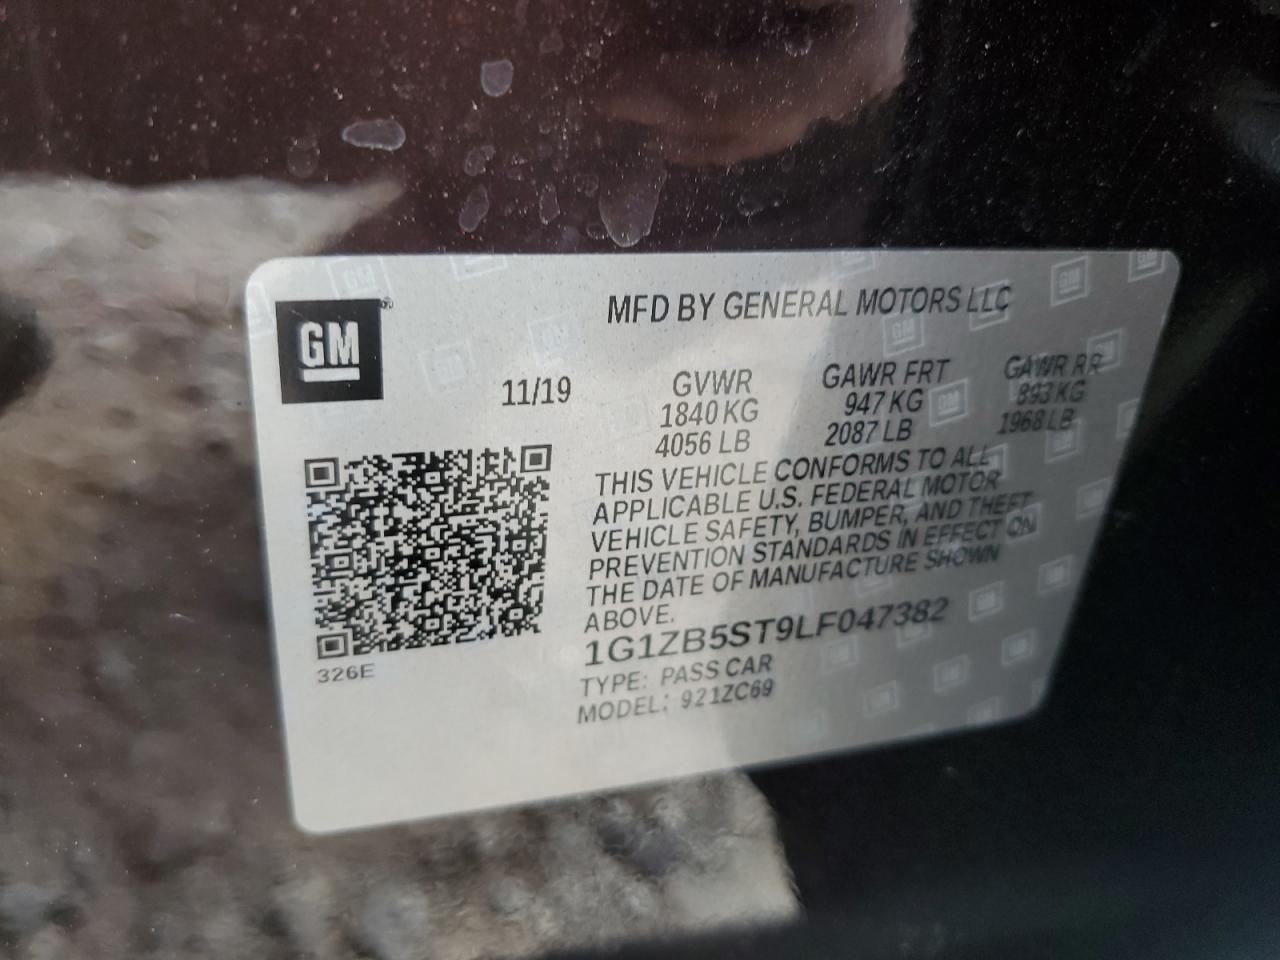 GM
MFD BY GENERAL MOTORS LLC
11/19
GVWR
1840 KG
4056 LB
GAWR FRT
947 KG
2087 LB
GAWR RR
893 KG
1968 LB
THIS VEHICLE CONFORMS TO ALL
APPLICABLE U.S. FEDERAL MOTOR
VEHICLE SAFETY, BUMPER, AND THEFT
PREVENTION STANDARDS IN EFFECT ON
THE DATE OF MANUFACTURE SHOWN
ABOVE.
1G1ZB5ST9LF047382
TYPE: PASS CAR
MODEL: 921ZC69
326E